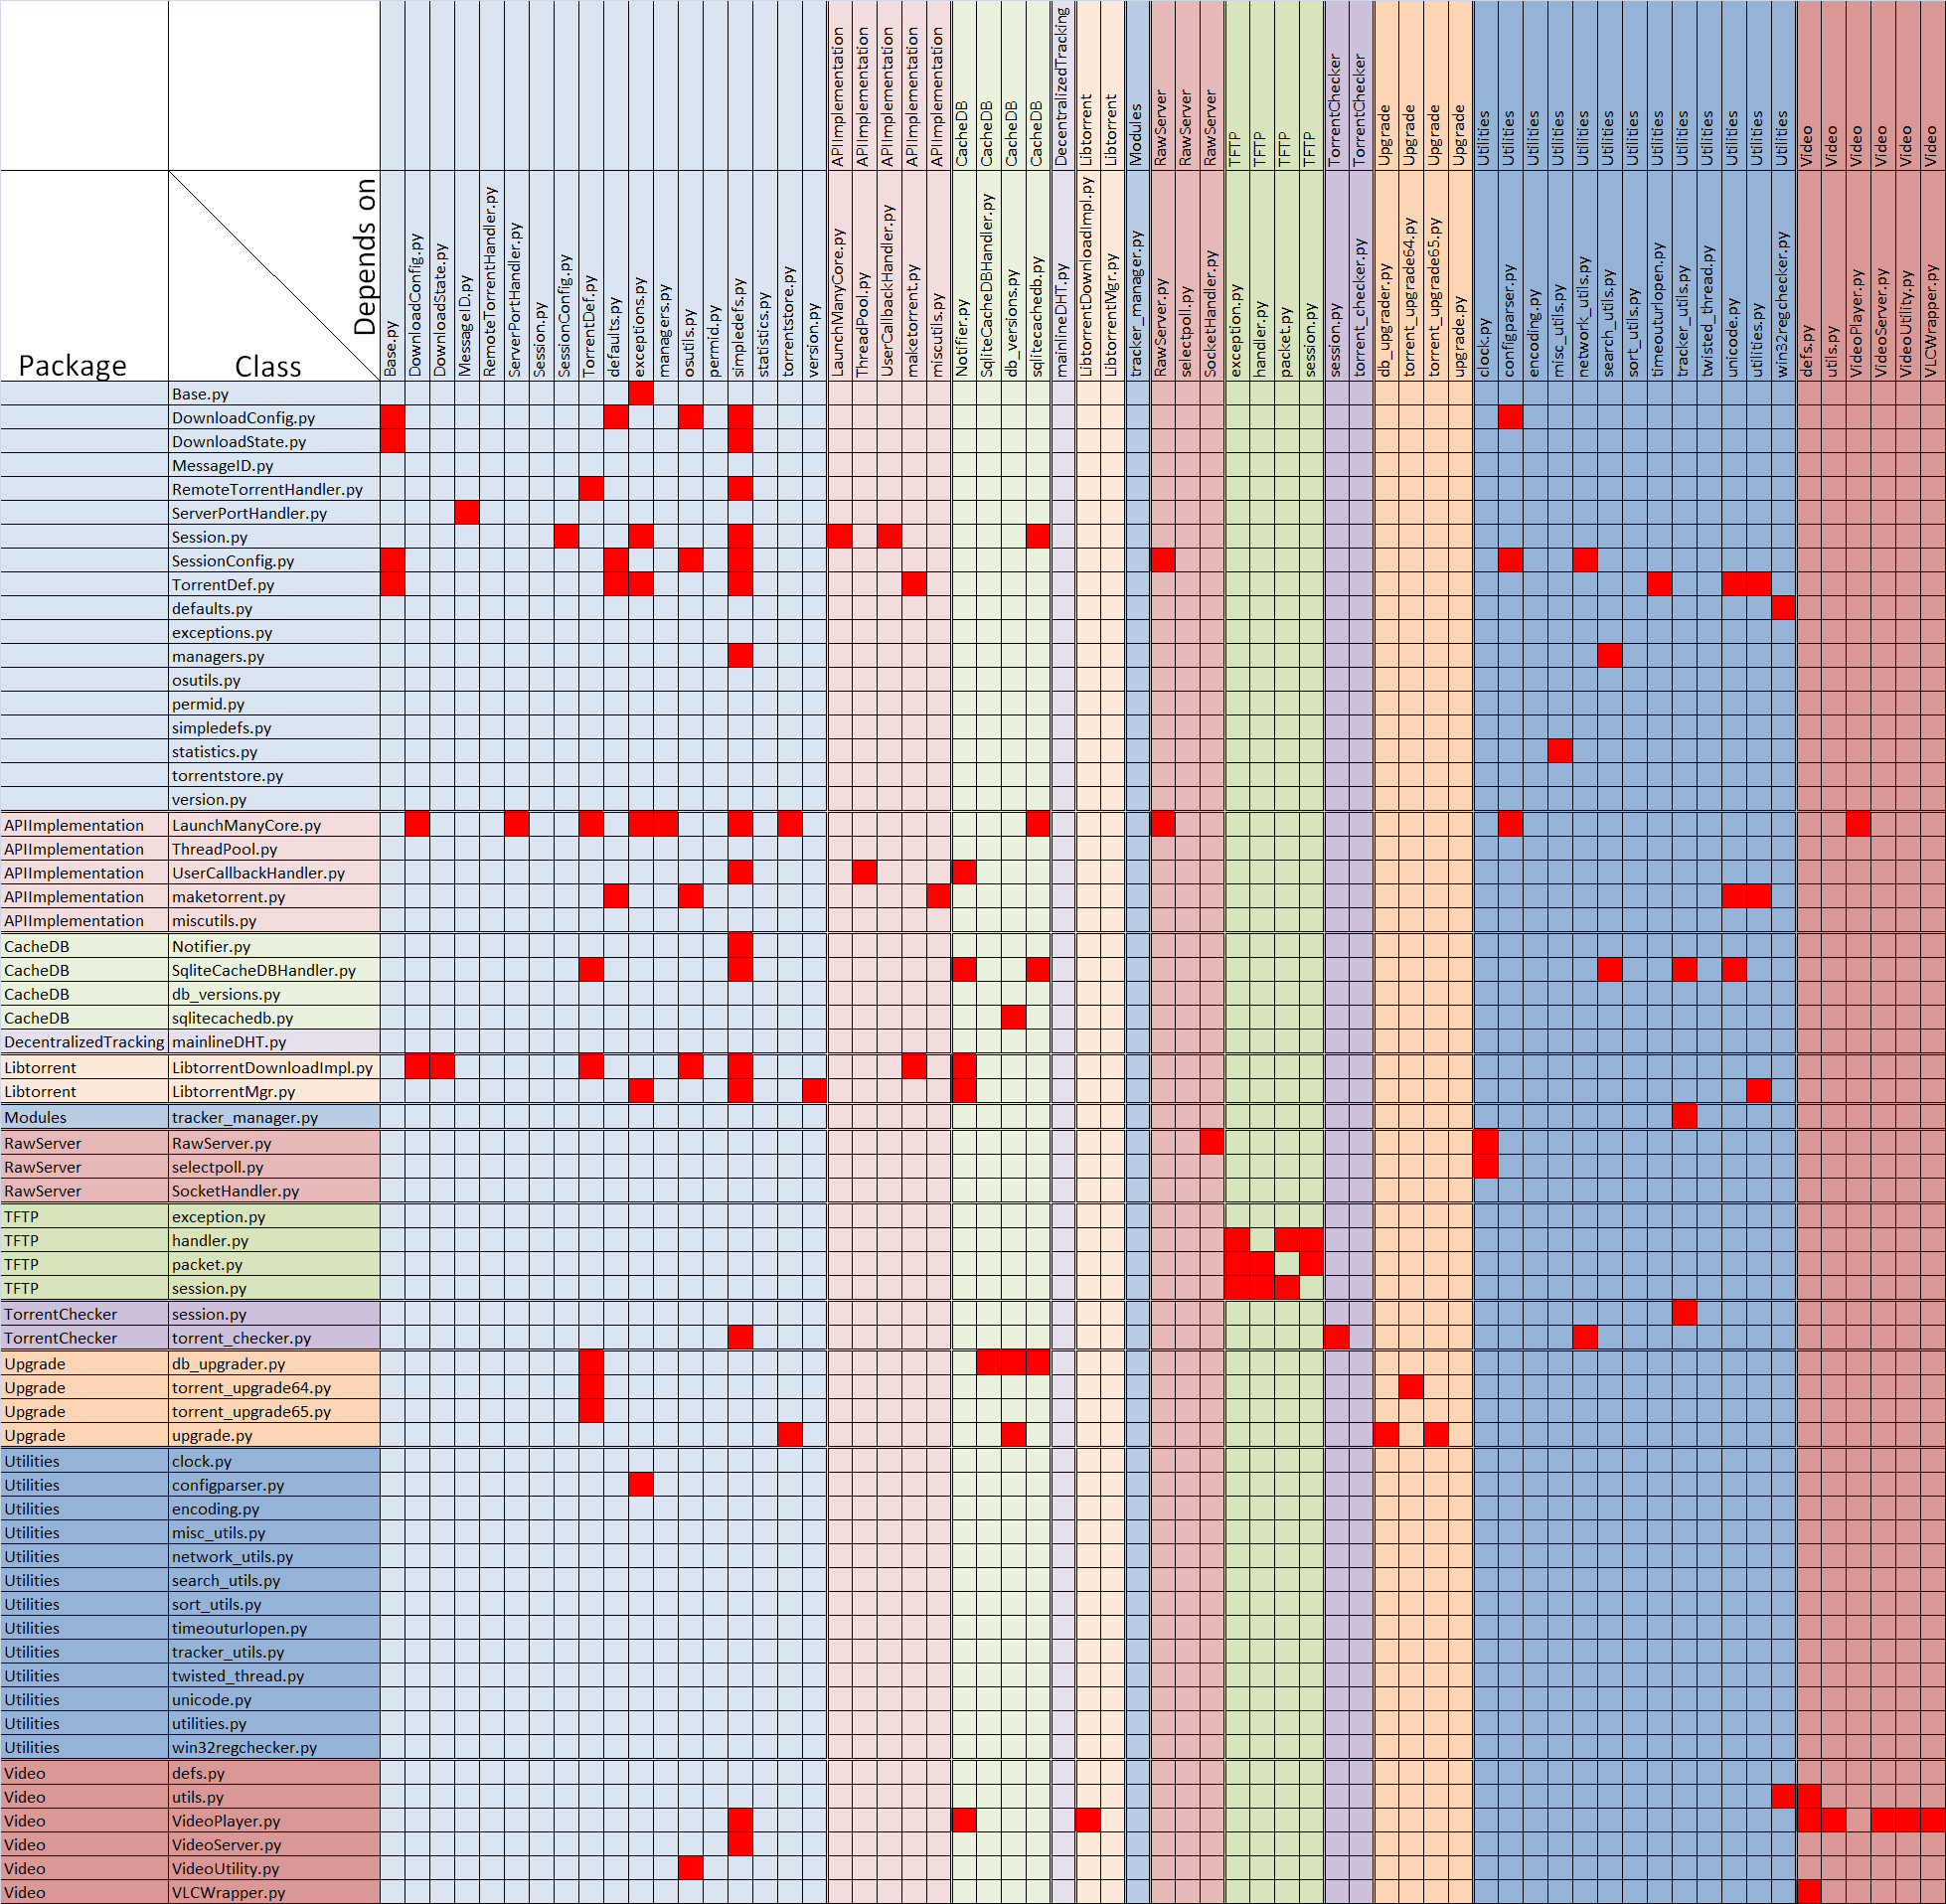 APIImplementation
APIImplementation
APIImplementation
APIImplementation
APIImplementation
CacheDB
CacheDB
CacheDB
CacheDB
DecentralizedTracking
Libtorrent
Libtorrent
Modules
RawServer
RawServer
RawServer
TFTP
TFTP
TFTP
TFTP
TorrentChecker
TorrentChecker
Upgrade
Upgrade
Upgrade
Upgrade
Utilities
Utilities
Utilities
Utilities
Utilities
Utilities
Utilities
Utilities
Utilities
Utilities
Utilities
Utilities
Utilities
Video
Video
Video
Video
Video
Video
Package
Class
Depends on
Base.py
DownloadConfig.py
DownloadState.py
MessageID.py
RemoteTorrentHandler.py
ServerPortHandler.py
Session.py
SessionConfig.py
TorrentDef.py
defaults.py
exceptions.py
managers.py
osutils.py
permid.py
simpledefs.py
statistics.py
torrentstore.py
version.py
LaunchManyCore.py
ThreadPool.py
UserCallbackHandler.py
maketorrent.py
miscutils.py
Notifier.py
SqliteCacheDBHandler.py
db_versions.py
sqlitecachedb.py
mainlineDHT.py
LibtorrentDownloadImpl.py
LibtorrentMgr.py
tracker_manager.py
RawServer.py
selectpoll.py
SocketHandler.py
exception.py
handler.py
packet.py
session.py
session.py
torrent_checker.py
db_upgrader.py
torrent_upgrade64.py
torrent_upgrade65.py
upgrade.py
clock.py
configparser.py
encoding.py
misc_utils.py
network_utils.py
search_utils.py
sort_utils.py
timeouturlopen.py
tracker_utils.py
twisted_thread.py
unicode.py
utilities.py
win32regchecker.py
defs.py
utils.py
VideoPlayer.py
VideoServer.py
VideoUtility.py
VLCWrapper.py
Base.py
DownloadConfig.py
DownloadState.py
MessageID.py
RemoteTorrentHandler.py
ServerPortHandler.py
Session.py
SessionConfig.py
TorrentDef.py
defaults.py
exceptions.py
managers.py
osutils.py
permid.py
simpledefs.py
statistics.py
torrentstore.py
version.py
APIImplementation LaunchManyCore.py
APIImplementation ThreadPool.py
APIImplementation UserCallbackHandler.py
APIImplementation maketorrent.py
APIImplementation miscutils.py
CacheDB Notifier.py
CacheDB SqliteCacheDBHandler.py
CacheDB db_versions.py
CacheDB sqlitecachedb.py
DecentralizedTracking mainlineDHT.py
Libtorrent LibtorrentDownloadImpl.py
Libtorrent LibtorrentMgr.py
Modules tracker_manager.py
RawServer RawServer.py
RawServer selectpoll.py
RawServer SocketHandler.py
TFTP exception.py
TFTP handler.py
TFTP packet.py
TFTP session.py
TorrentChecker session.py
TorrentChecker torrent_checker.py
Upgrade db_upgrader.py
Upgrade torrent_upgrade64.py
Upgrade torrent_upgrade65.py
Upgrade upgrade.py
Utilities clock.py
Utilities configparser.py
Utilities encoding.py
Utilities misc_utils.py
Utilities network_utils.py
Utilities search_utils.py
Utilities sort_utils.py
Utilities timeouturlopen.py
Utilities tracker_utils.py
Utilities twisted_thread.py
Utilities unicode.py
Utilities utilities.py
Utilities win32regchecker.py
Video defs.py
Video utils.py
Video VideoPlayer.py
Video VideoServer.py
Video VideoUtility.py
Video VLCWrapper.py